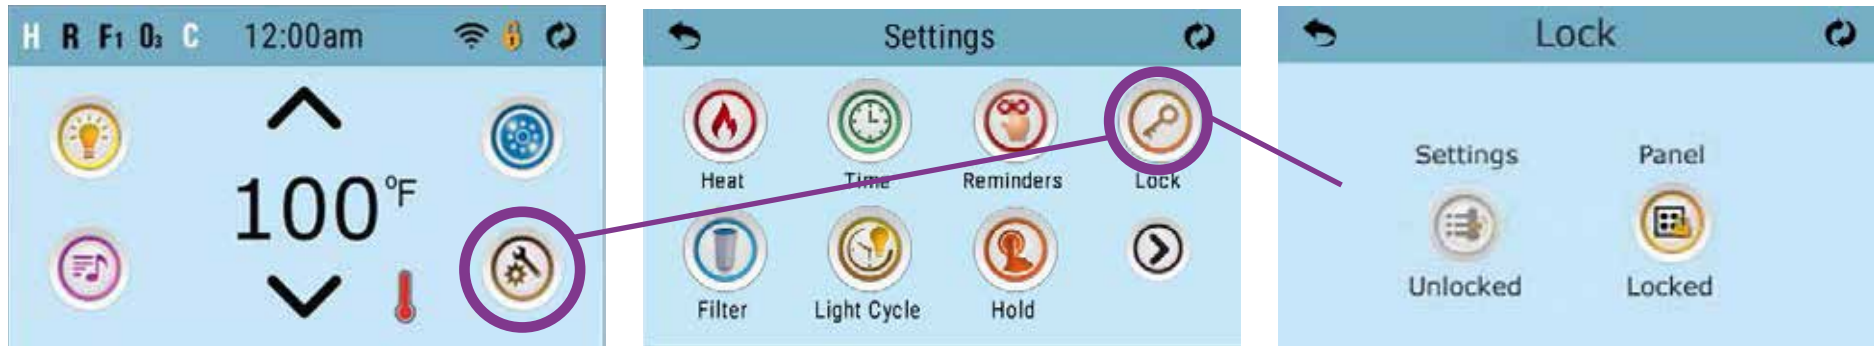 H R F1 O3 C 12:00am
100°F
Settings
Heat Time Reminders Lock
Filter Light Cycle Hold
Lock
Settings Panel
Unlocked Locked